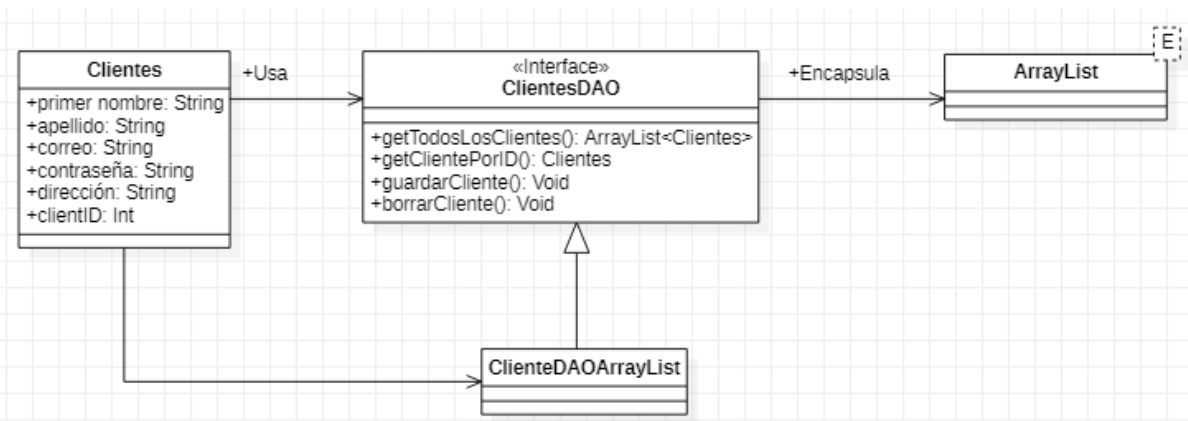 Clientes
+primer nombre: String
+apellido: String
+correo: String
+contraseña: String
+dirección: String
+clientID: Int
+Usa
«Interface»
ClientesDAO
+getTodosLosClientes(): ArrayList<Clientes>
+getClientePorID(): Clientes
+guardarCliente(): Void
+borrarCliente(): Void
+Encapsula
E
ArrayList
ClienteDAOArrayList